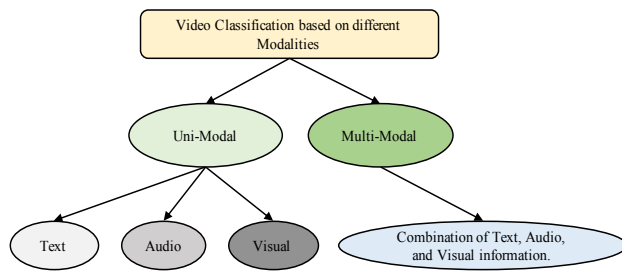 Video Classification based on different
Modalities
Uni-Modal
Multi-Modal
Text
Audio
Visual
Combination of Text, Audio,
and Visual information.